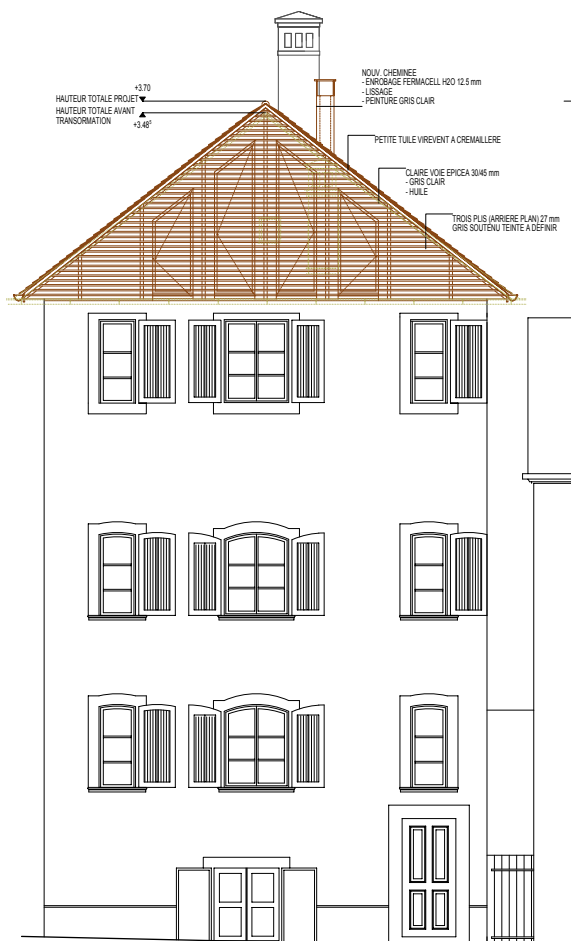 NOUV. CHEMINEE
- ENROBAGE FERMACELL H2O 12.5 mm
- LISSAGE
- PEINTURE GRIS CLAIR
+3.70
HAUTEUR TOTALE PROJET
HAUTEUR TOTALE AVANT
TRANSORMATION
+3.48⁵
PETITE TUILE VIREVENT A CREMAILLERE
CLAIRE VOIE EPICEA 30/45 mm
- GRIS CLAIR
- HUILE
TROIS PLIS (ARRIERE PLAN) 27 mm
GRIS SOUTENU TEINTE A DEFINIR